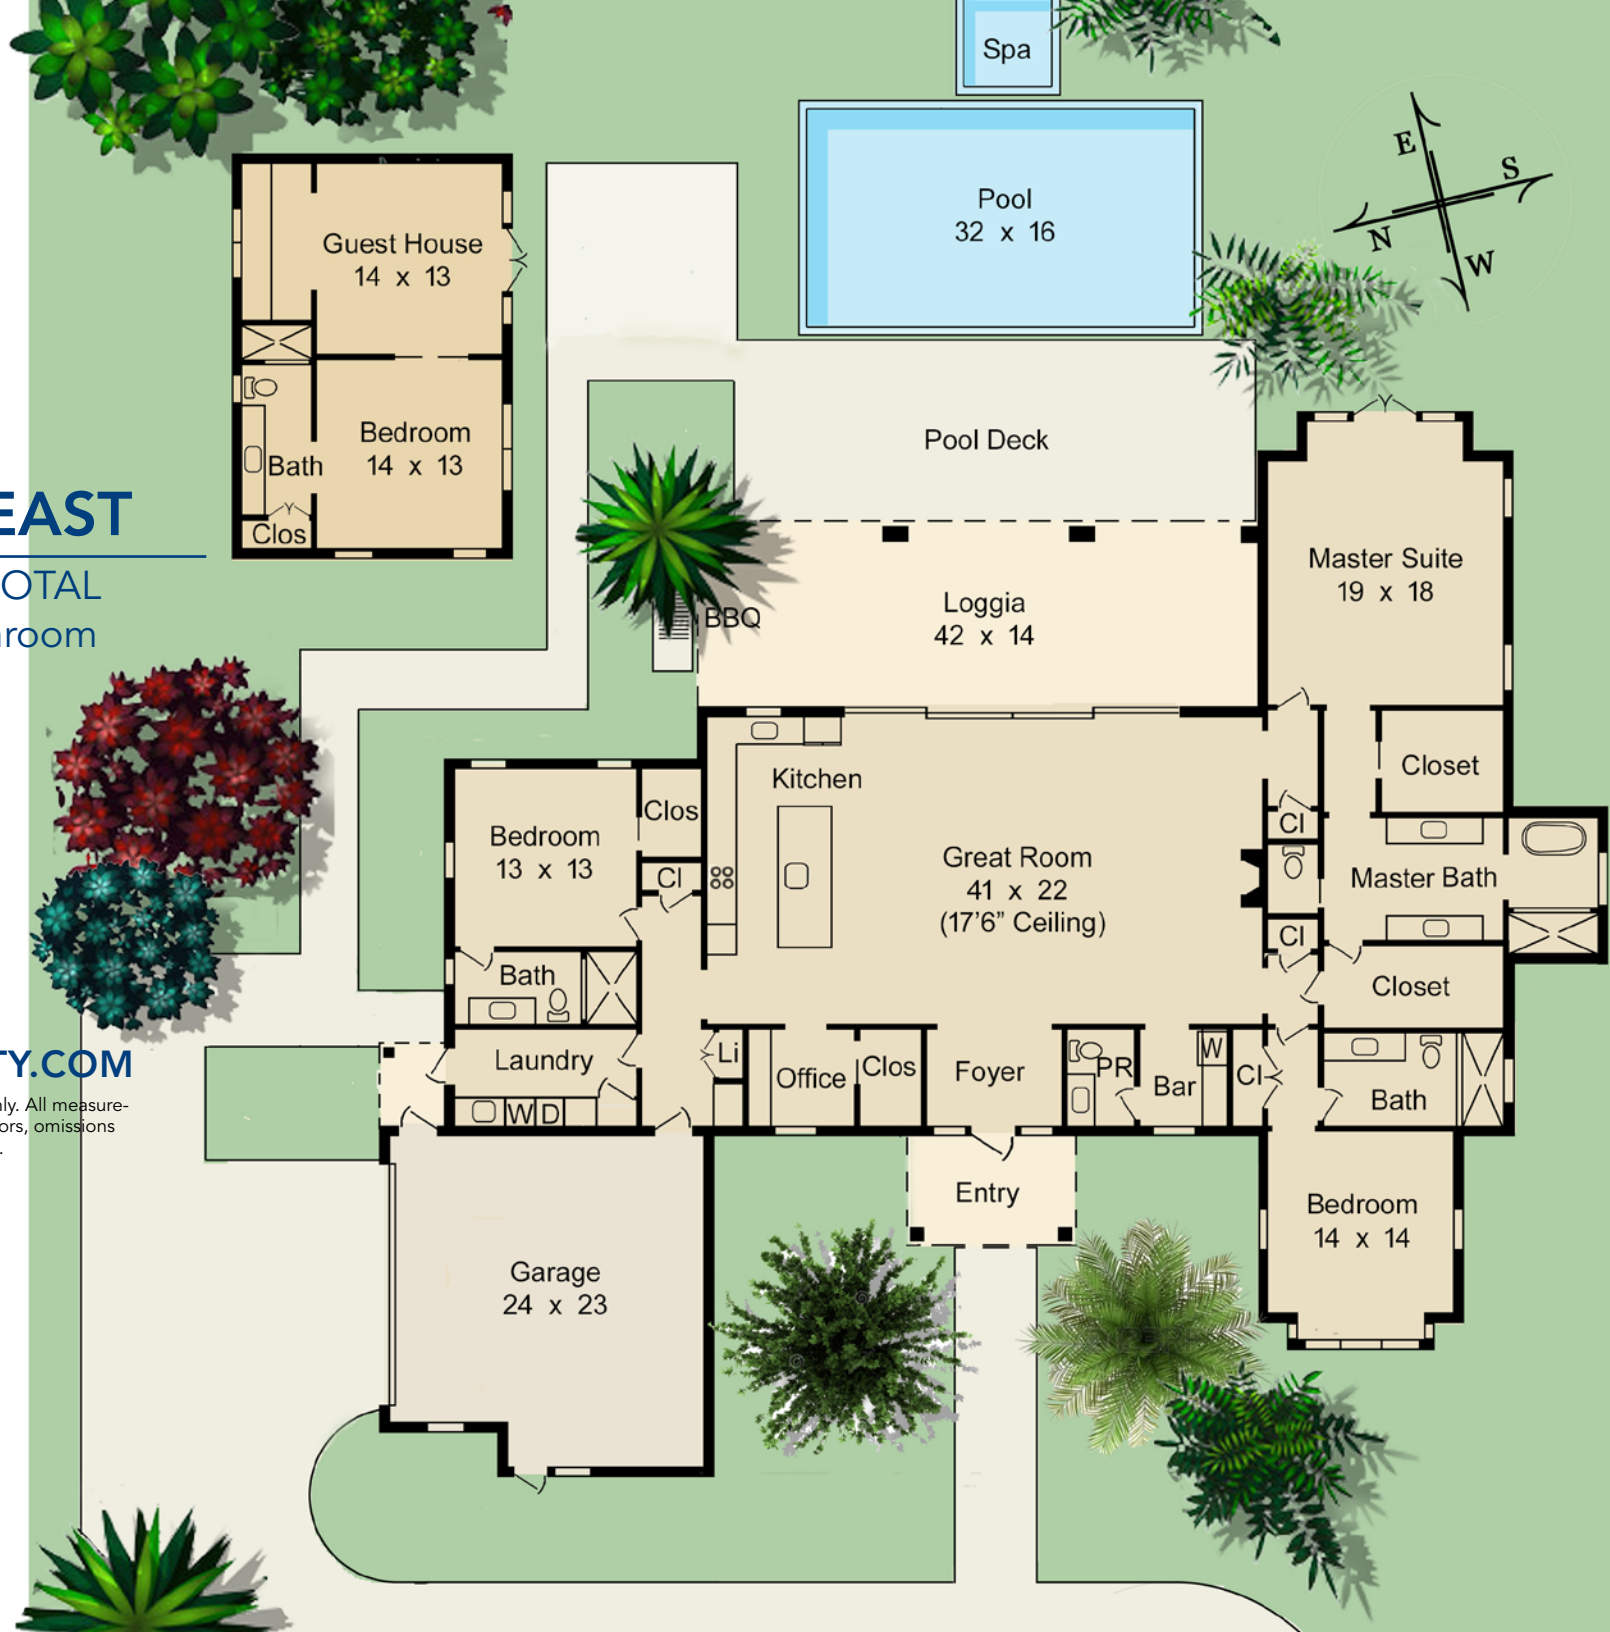 Spa
E
S
N
W
Pool
32 x 16
Guest House
14 x 13
Bedroom
14 x 13
Bath
Clos
Pool Deck
EAST
OTAL
room
BBQ
Loggia
42 x 14
Master Suite
19 x 18
Closet
Cl
Master Bath
Cl
Closet
Kitchen
Great Room
41 x 22
(17'6” Ceiling)
Bedroom
13 x 13
Clos
Cl
Bath
Laundry
W D
Li
Office
Clos
Foyer
PR
Bar
W
Cl
Bath
TY.COM
nly. All measure-
ors, omissions
.
Entry
Bedroom
14 x 14
Garage
24 x 23